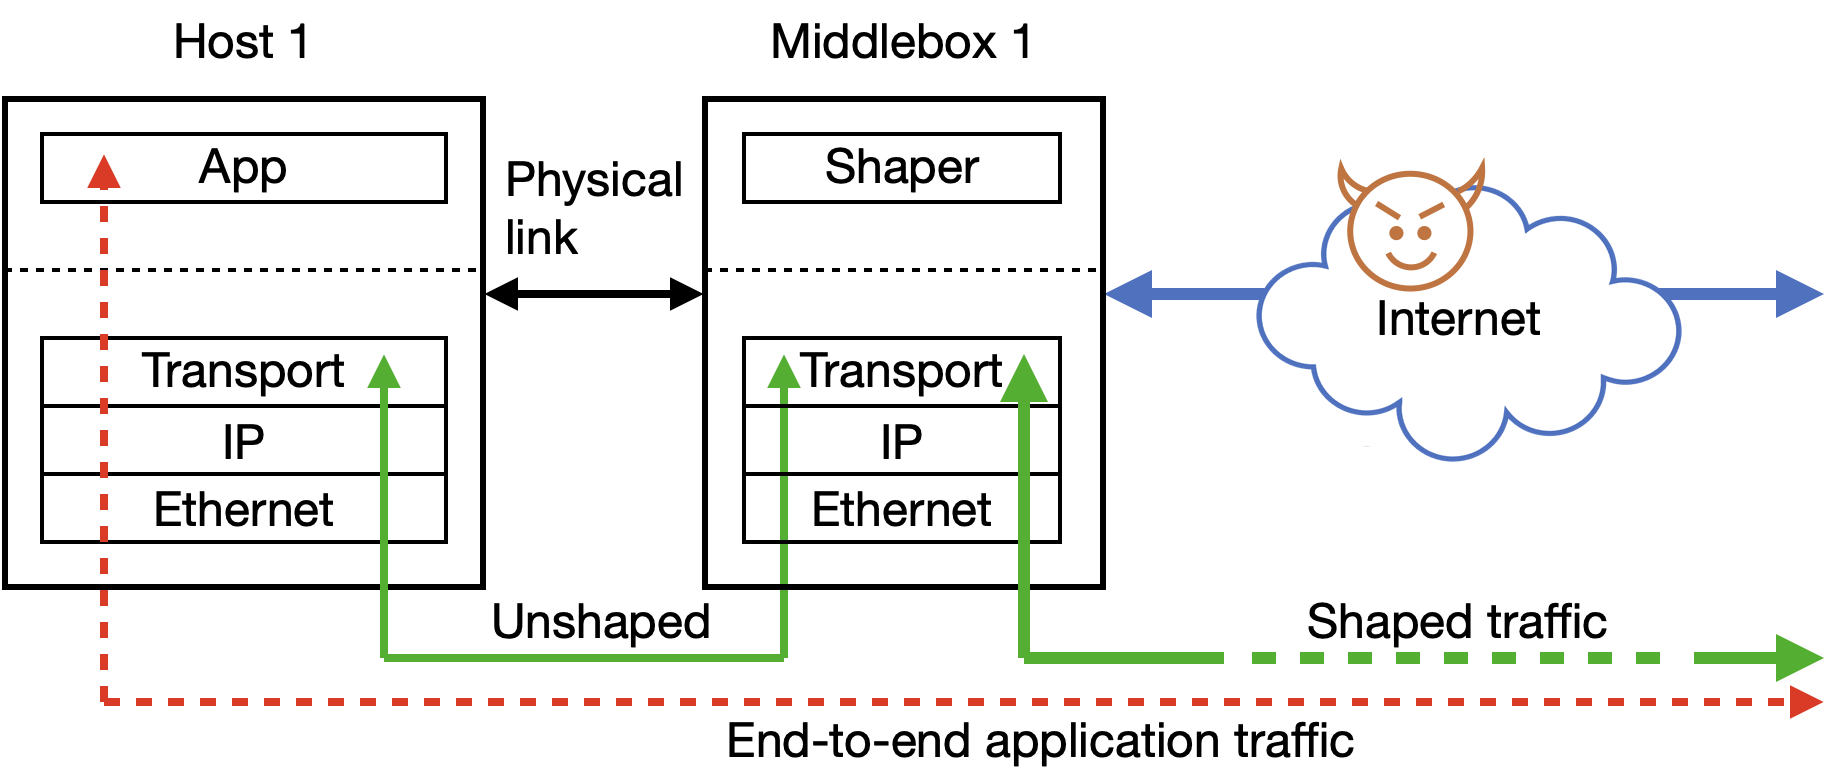 Host 1
Middlebox 1
App
Physical
link
Shaper
Internet
Transport
IP
Ethernet
Transport
IP
Ethernet
Unshaped
Shaped traffic
End-to-end application traffic